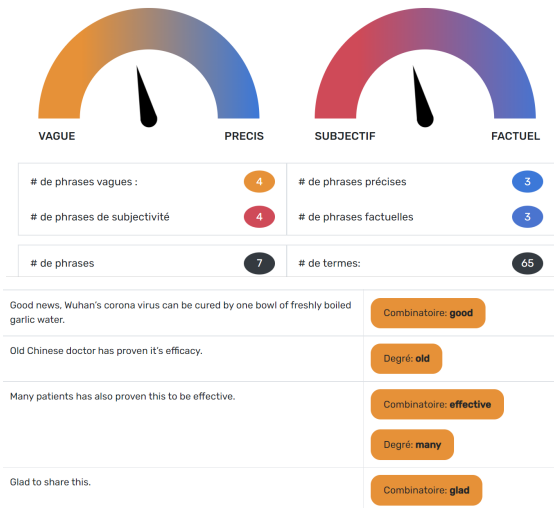 VAGUE PRECIS SUBJECTIF FACTUEL
# de phrases vagues : 4 # de phrases précises 3
# de phrases de subjectivité 4 # de phrases factuelles 3
# de phrases 7 # de termes: 65
Good news, Wuhan's corona virus can be cured by one bowl of freshly boiled
garlic water.
Combinatoire: good
Old Chinese doctor has proven it's efficacy.
Degré: old
Many patients has also proven this to be effective.
Combinatoire: effective
Degré: many
Glad to share this.
Combinatoire: glad